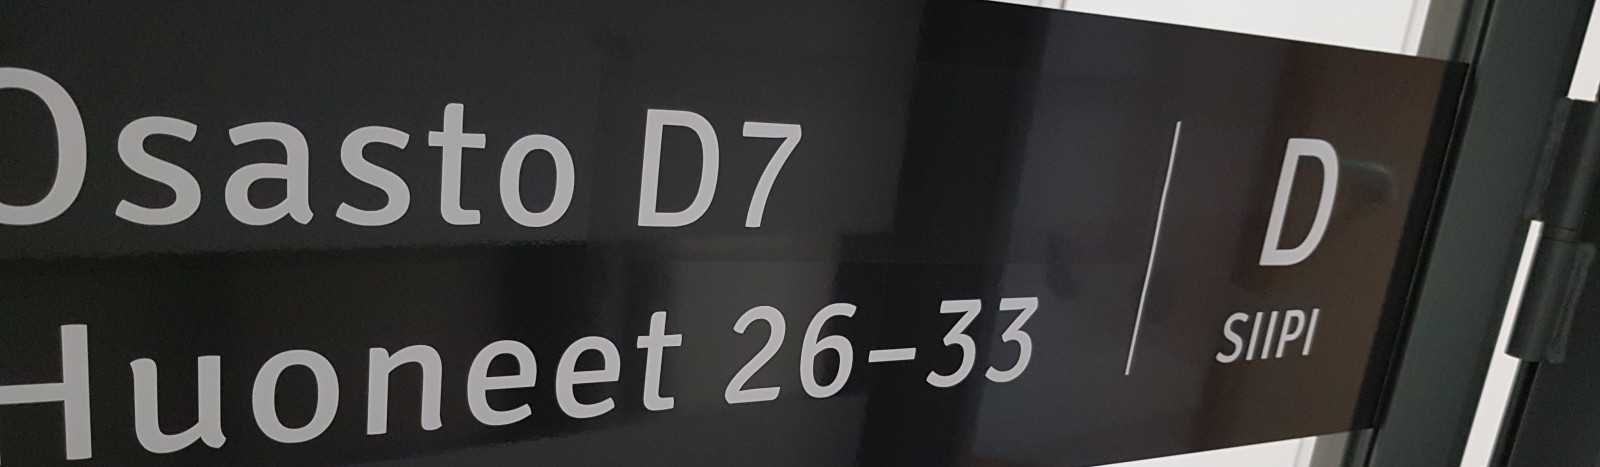 Osasto D7
Huoneet 26-33
D
SIIPI